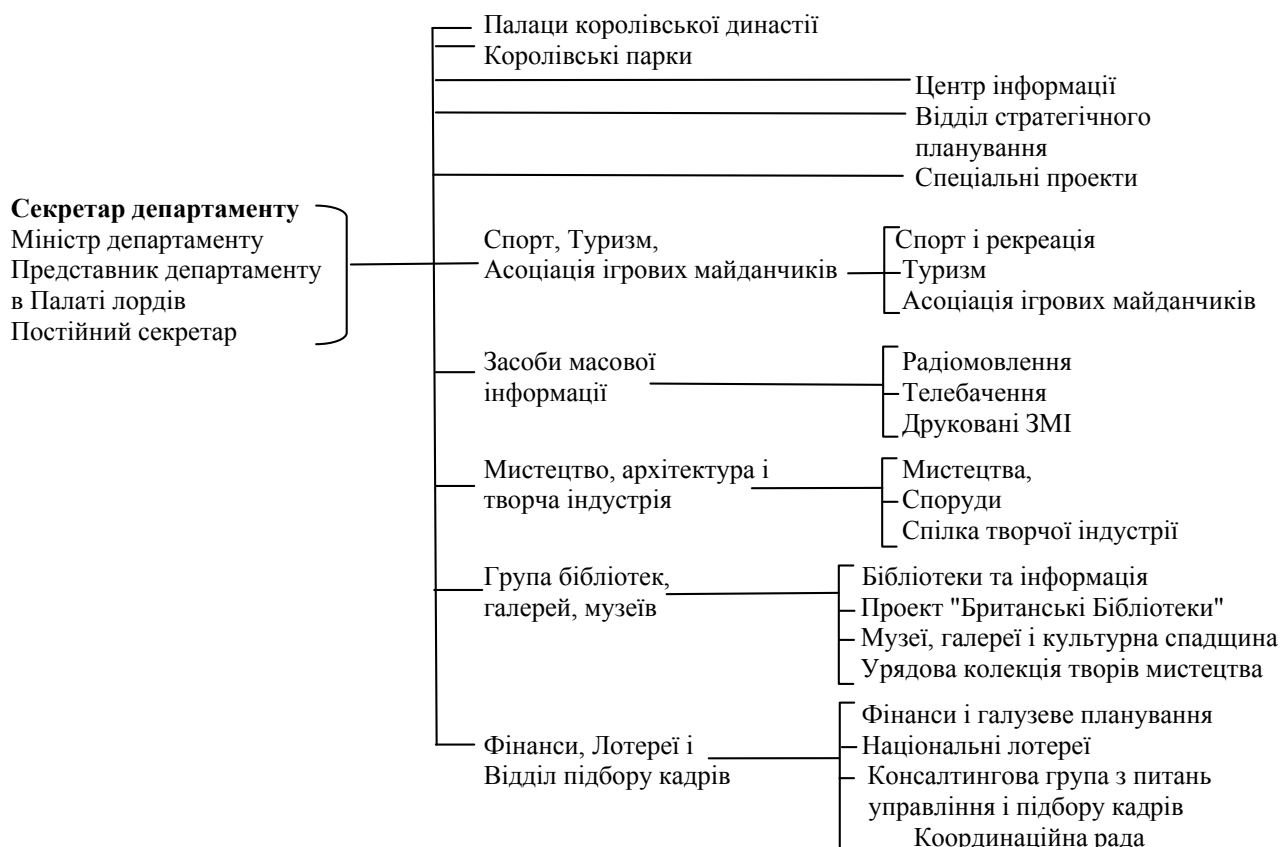 Палаци королівської династії
Королівські парки
Центр інформації
Відділ стратегічного
планування
Спеціальні проекти
Секретар департаменту
Міністр департаменту
Представник департаменту
в Палаті лордів
Постійний секретар
Спорт, Туризм,
Асоціація ігрових майданчиків
Спорт і рекреація
Туризм
Асоціація ігрових майданчиків
Засоби масової
інформації
Радіомовлення
Телебачення
Друковані ЗМІ
Мистецтво, архітектура і
творча індустрія
Мистецтва,
Споруди
Спілка творчої індустрії
Група бібліотек,
галерей, музеїв
Бібліотеки та інформація
Проект "Британські Бібліотеки"
Музеї, галереї і культурна спадщина
Урядова колекція творів мистецтва
Фінанси, Лотереї і
Відділ підбору кадрів
Фінанси і галузеве планування
Національні лотереї
Консалтингова група з питань
управління і підбору кадрів
Координаційна рада